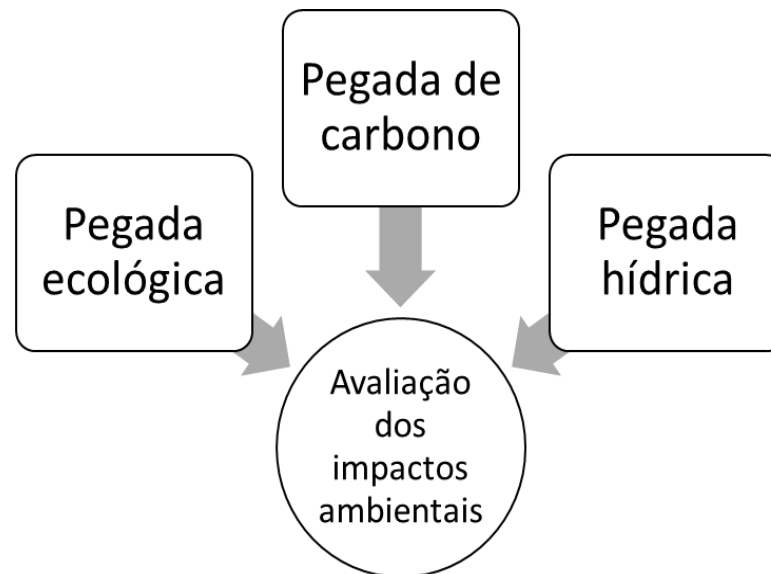 Pegada de
carbono
Pegada
ecológica
Pegada
hídrica
Avaliação
dos
impactos
ambientais